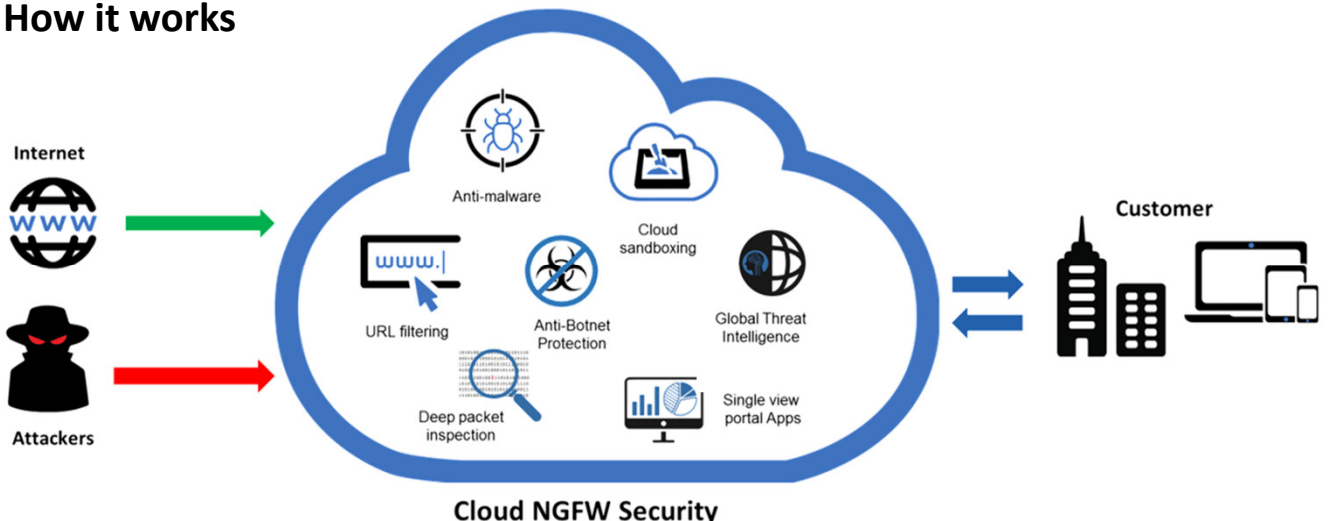 How it works
Internet
www
Attackers
Anti-malware
Cloud
sandboxing
www.
URL filtering
Anti-Botnet
Protection
Global Threat
Intelligence
Deep packet
inspection
Single view
portal Apps
Customer
Cloud NGFW Security